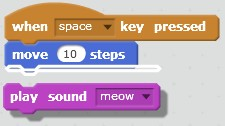 when space key pressed
move 10 steps
play sound meow